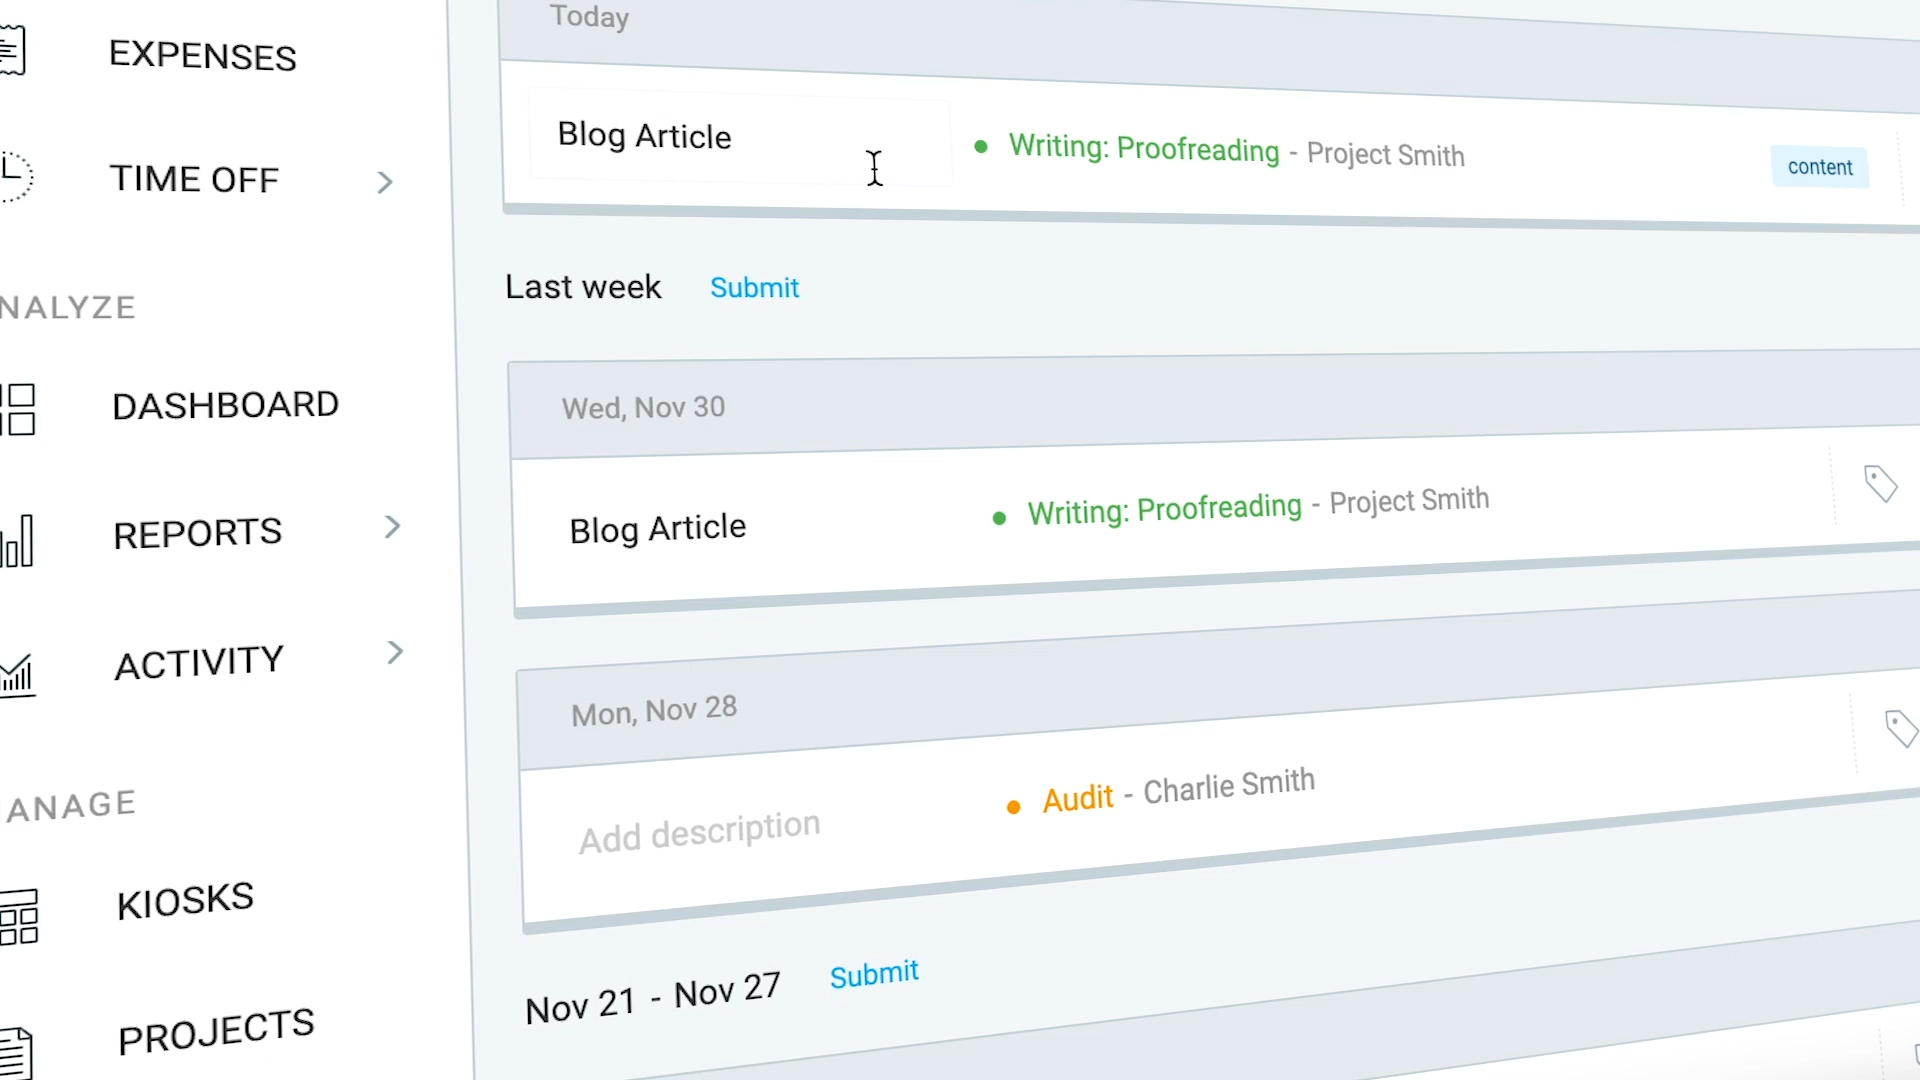 EXPENSES
TIME OFF
NALYZE
DASHBOARD
REPORTS
ACTIVITY
ANAGE
KIOSKS
PROJECTS
Today
Blog Article
Writing: Proofreading - Project Smith
content
Last week Submit
Wed, Nov 30
Blog Article
Writing: Proofreading - Project Smith
Mon, Nov 28
Add description
Audit - Charlie Smith
Nov 21 - Nov 27 Submit